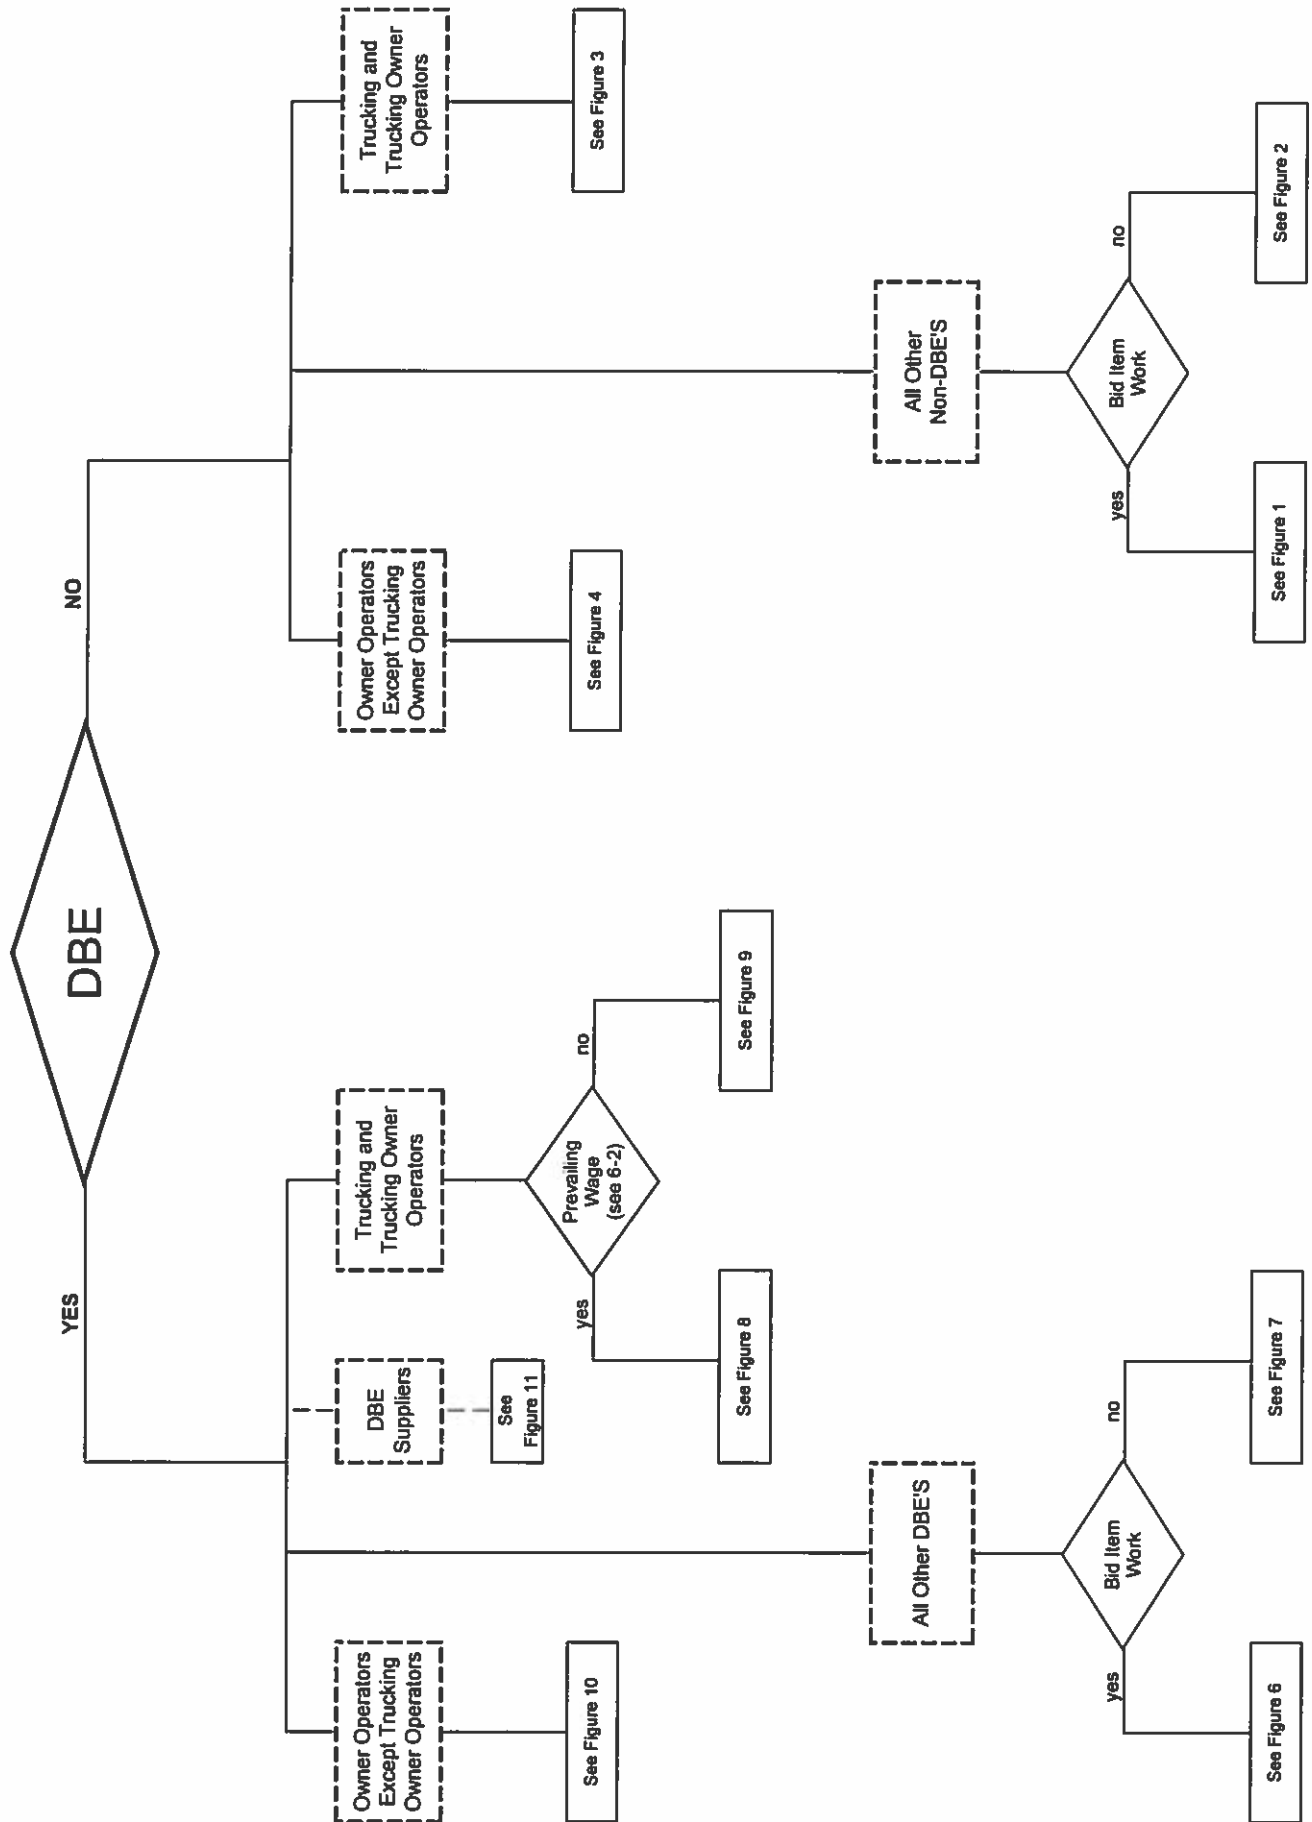 DBE
YES
NO
Owner Operators
Except Trucking
Owner Operators
See Figure 10
DBE
Suppliers
See
Figure 11
Trucking and
Trucking Owner
Operators
Prevailing
Wage
(see 6-2)
yes
no
See Figure 8
See Figure 9
All Other DBE'S
Bid Item
Work
yes
no
See Figure 6
See Figure 7
Owner Operators
Except Trucking
Owner Operators
See Figure 4
Trucking and
Trucking Owner
Operators
See Figure 3
All Other
Non-DBE'S
Bid Item
Work
yes
no
See Figure 1
See Figure 2